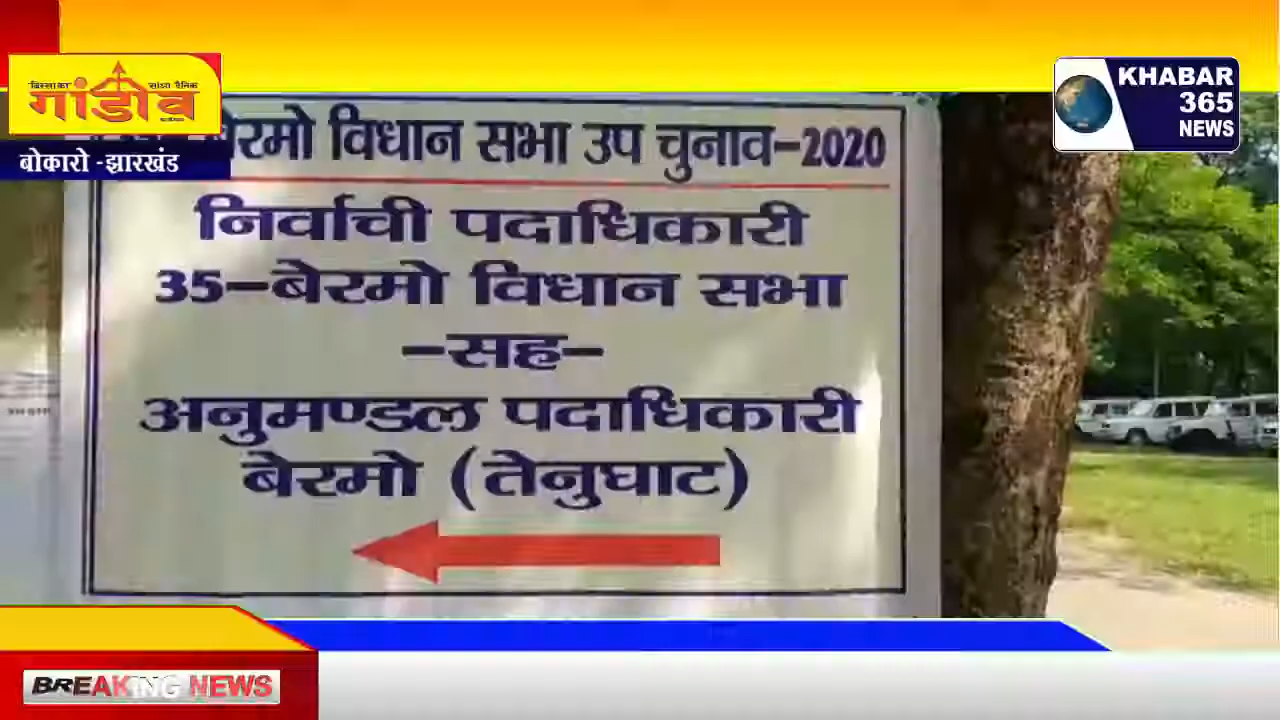 जिसका
सांध्य दैनिक
गांडीव
KHABAR
365
NEWS
बोकारो -झारखंड
बेरमो विधान सभा उप चुनाव-2020
निर्वाची पदाधिकारी
35-बेरमो विधान सभा
-सह-
अनुमण्डल पदाधिकारी
बेरमो (तेनुघाट)
BREAKING NEWS